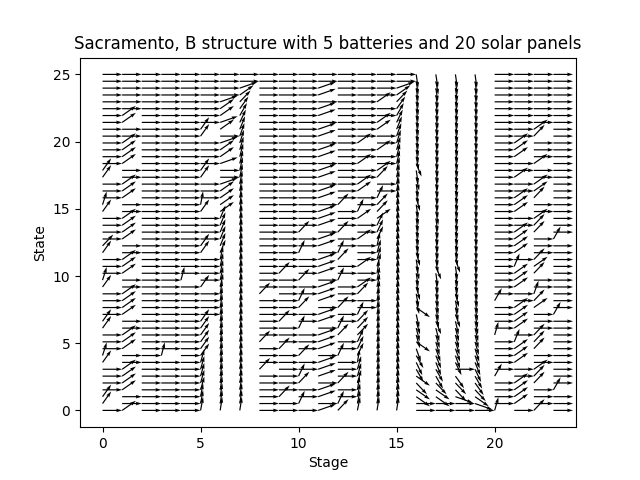 Sacramento, B structure with 5 batteries and 20 solar panels
25
20
15
10
5
0
State
0 5 10 15 20
Stage